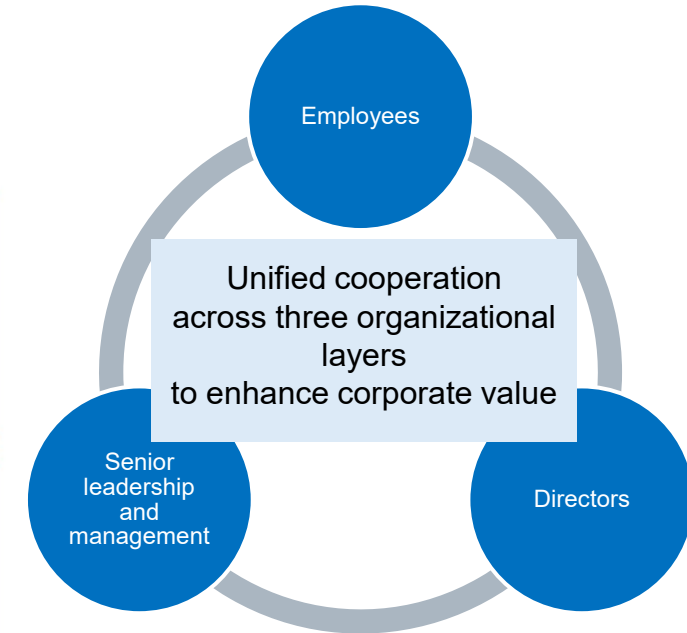 Employees
Unified cooperation
across three organizational
layers
to enhance corporate value
Senior
leadership
and
management
Directors